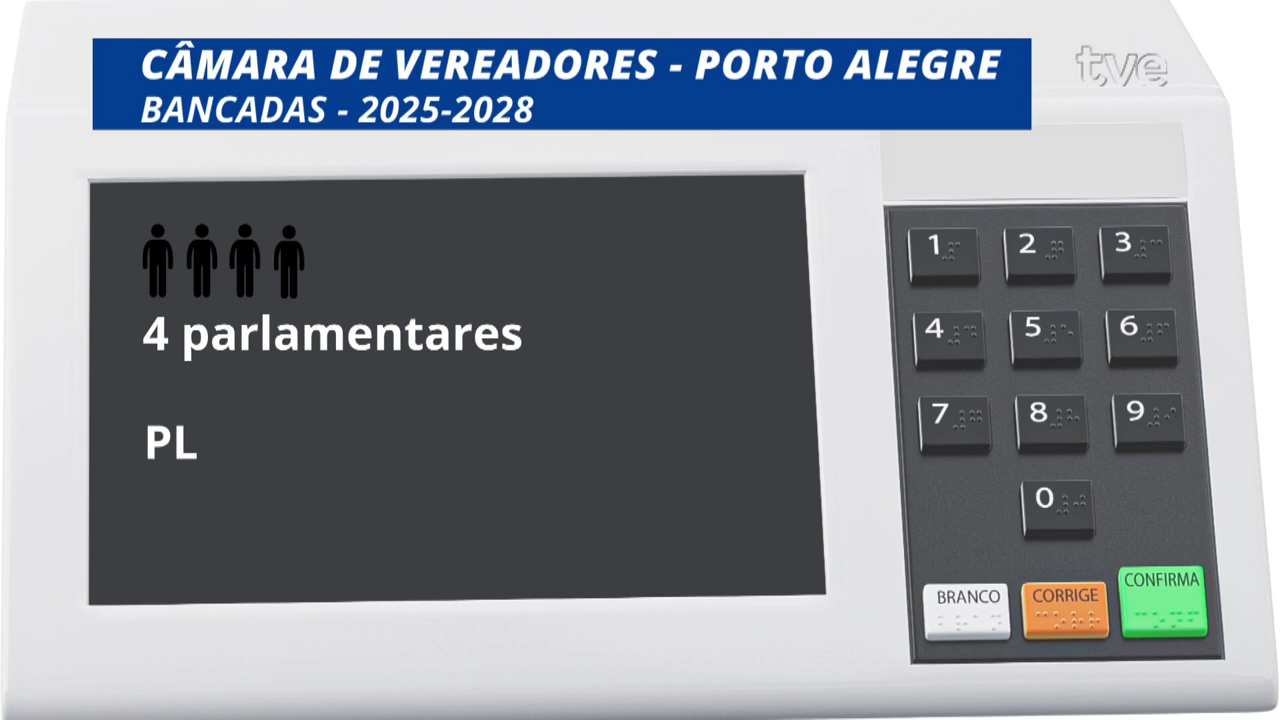 CÂMARA DE VEREADORES - PORTO ALEGRE
BANCADAS - 2025-2028
tve
4 parlamentares
PL
1 2 3
4 5 6
7 8 9
0
BRANCO CORRIGE CONFIRMA